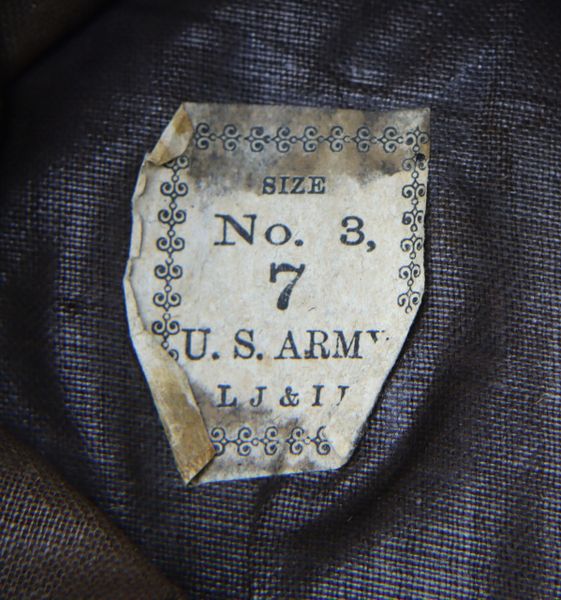 SIZE
No. 3,
7
U. S. ARMY
L J & I